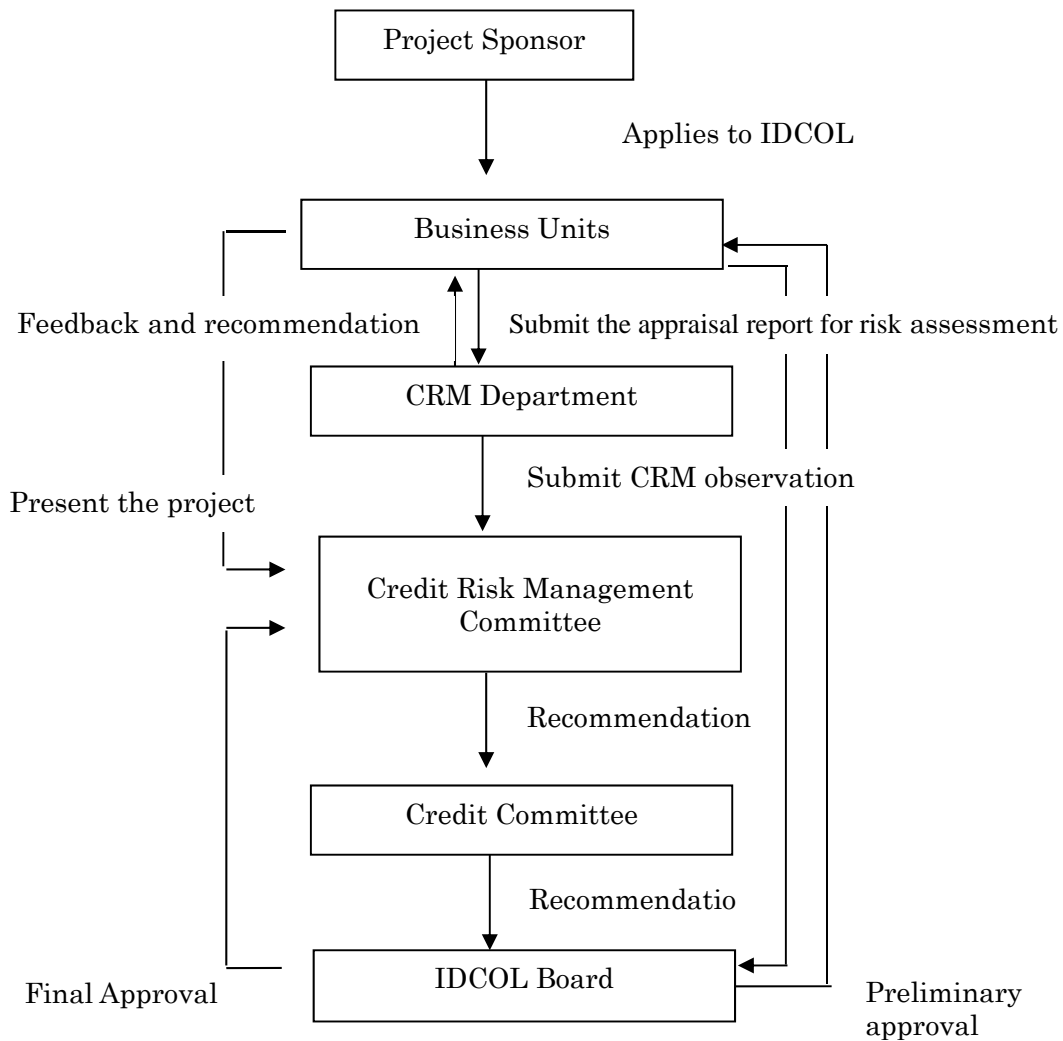 Project Sponsor
Applies to IDCOL
Business Units
Feedback and recommendation
Submit the appraisal report for risk assessment
CRM Department
Submit CRM observation
Present the project
Credit Risk Management
Committee
Recommendation
Credit Committee
Recommendatio
IDCOL Board
Final Approval
Preliminary
approval